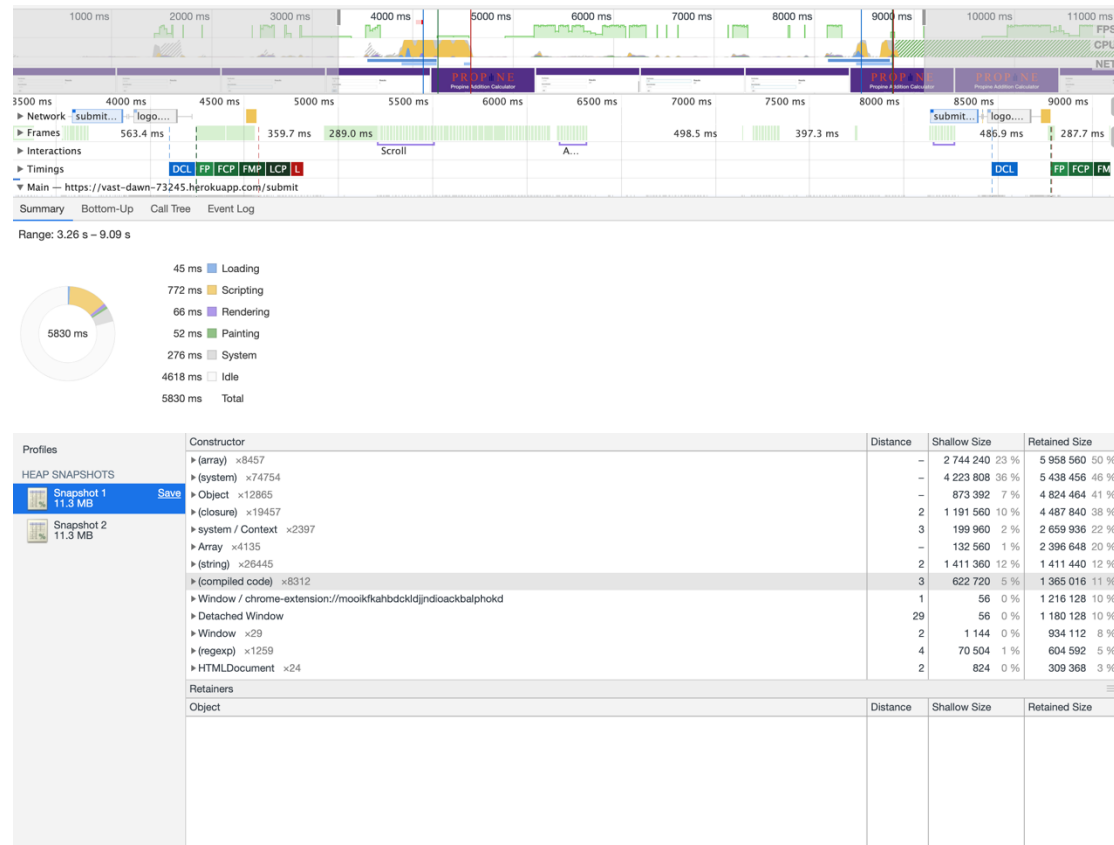 1000 ms 2000 ms 3000 ms 4000 ms 5000 ms 6000 ms 7000 ms 8000 ms 9000 ms 10000 ms 11000 ms
FPS
CPU
NET
PROPANE PROPANE PROPANE
Propine Addition Calculator Propine Addition Calculator Propine Addition Calculator
3500 ms 4000 ms 4500 ms 5000 ms 5500 ms 6000 ms 6500 ms 7000 ms 7500 ms 8000 ms 8500 ms 9000 ms
Network submit... logo.... submit... logo....
Frames 563.4 ms 359.7 ms 289.0 ms 498.5 ms 397.3 ms 486.9 ms 287.7 ms
Interactions Scroll A...
Timings DCL FP FCP FMP LCP L DCL FP FCP FM
Main — https://vast-dawn-73245.herokuapp.com/submit
Summary Bottom-Up Call Tree Event Log
Range: 3.26 s – 9.09 s
45 ms Loading
772 ms Scripting
66 ms Rendering
5830 ms 52 ms Painting
276 ms System
4618 ms Idle
5830 ms Total
Profiles
HEAP SNAPSHOTS
Snapshot 1 Save
11.3 MB
Snapshot 2
11.3 MB
Constructor Distance Shallow Size Retained Size
(array) ×8457 – 2 744 240 23 % 5 958 560 50 %
(system) ×74754 – 4 223 808 36 % 5 438 456 46 %
Object ×12865 – 873 392 7 % 4 824 464 41 %
(closure) ×19457 2 1 191 560 10 % 4 487 840 38 %
system / Context ×2397 3 199 960 2 % 2 659 936 22 %
Array ×4135 – 132 560 1 % 2 396 648 20 %
(string) ×26445 2 1 411 360 12 % 1 411 440 12 %
(compiled code) ×8312 3 622 720 5 % 1 365 016 11 %
Window / chrome-extension://mooikfkahbdckldjjndioackbalphokd 1 56 0 % 1 216 128 10 %
Detached Window 29 56 0 % 1 180 128 10 %
Window ×29 2 1 144 0 % 934 112 8 %
(regexp) ×1259 4 70 504 1 % 604 592 5 %
HTMLDocument ×24 2 824 0 % 309 368 3 %
Retainers
Object Distance Shallow Size Retained Size